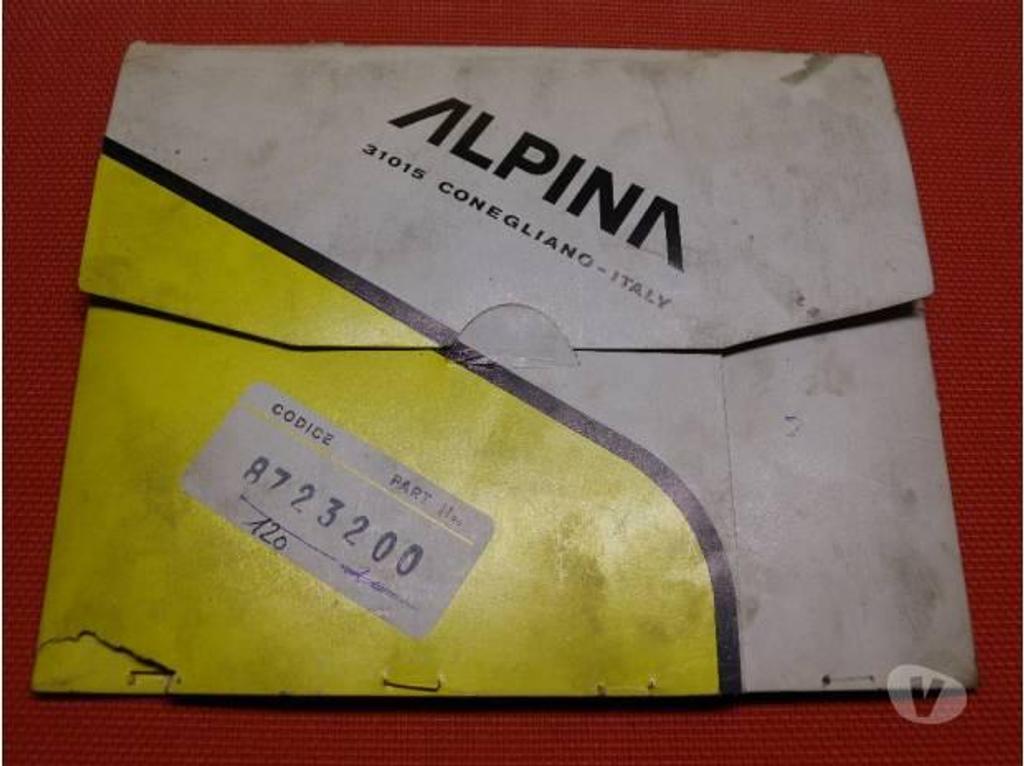 ALPINA
31015 CONEGLIANO-ITALY
CODICE
PART
8723200
120
V